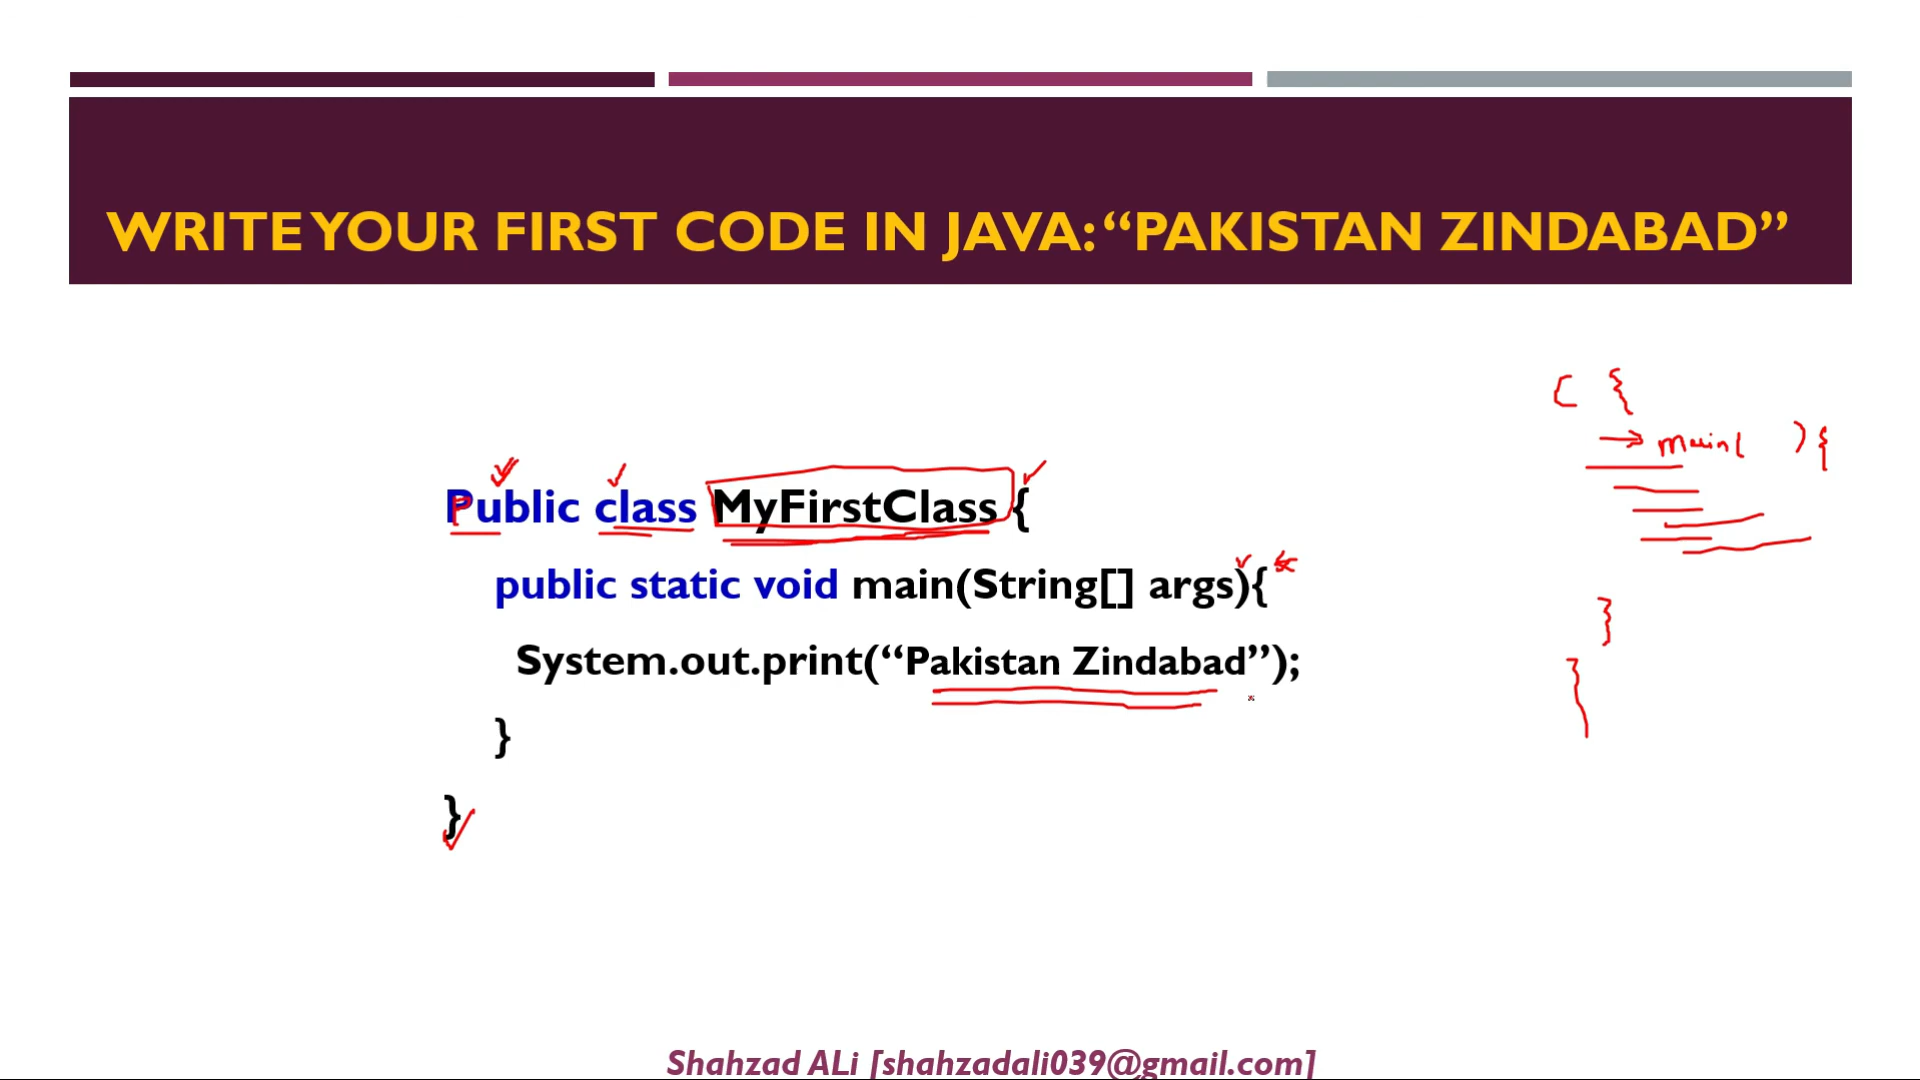 WRITE YOUR FIRST CODE IN JAVA: “PAKISTAN ZINDABAD”
C {
→ main( ) {
Public class MyFirstClass {
public static void main(String[] args){
System.out.print(“Pakistan Zindabad”);
}
}
}
}
Shahzad ALi [shahzadali039@gmail.com]